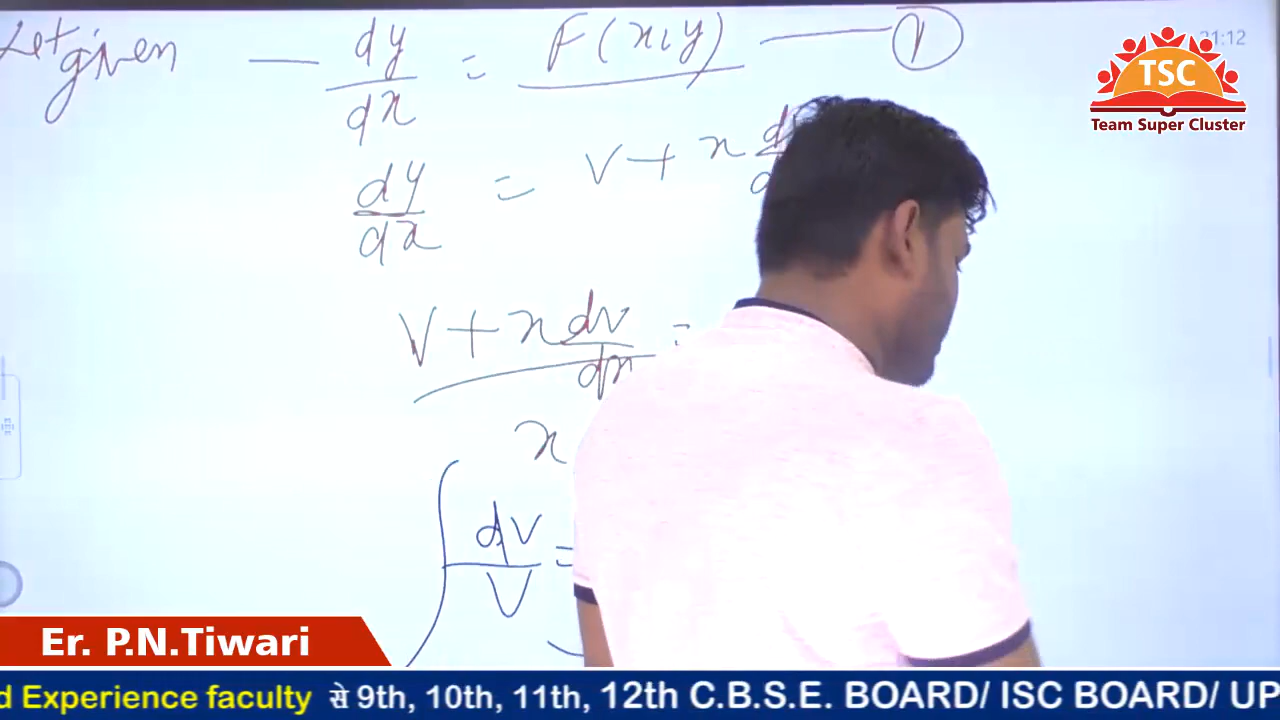 Let given — dy/dx = F(x,y) — 1
21:12
TSC
Team Super Cluster
dy/dx = v + x d
v + x dv/dx =
x
∫ dv/v =
Er. P.N.Tiwari
d Experience faculty से 9th, 10th, 11th, 12th C.B.S.E. BOARD/ ISC BOARD/ UP